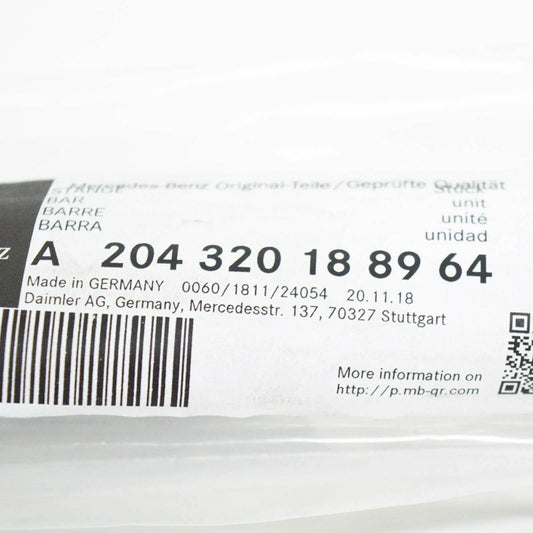 Mercedes-Benz Original-Teile/Geprüfte Qualität
STANGE Stück
BAR unit
BARRE unité
BARRA unidad
z
A 204 320 18 89 64
Made in GERMANY 0060/1811/24054 20.11.18
Daimler AG, Germany, Mercedesstr. 137, 70327 Stuttgart
More information on
http://p.mb-qr.com